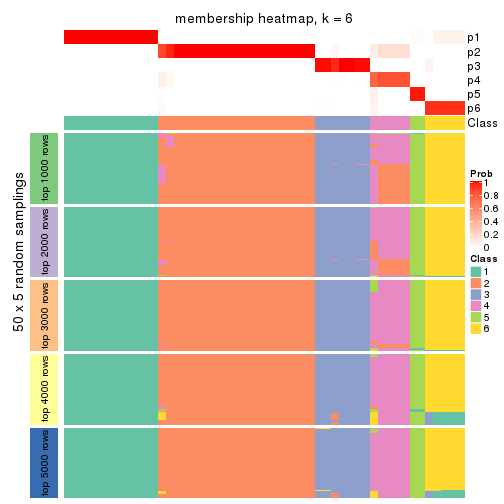 membership heatmap, k = 6
p1
p2
p3
p4
p5
p6
Class
50 x 5 random samplings
top 1000 rows
top 2000 rows
top 3000 rows
top 4000 rows
top 5000 rows
Prob
1
0.8
0.6
0.4
0.2
0
Class
1
2
3
4
5
6